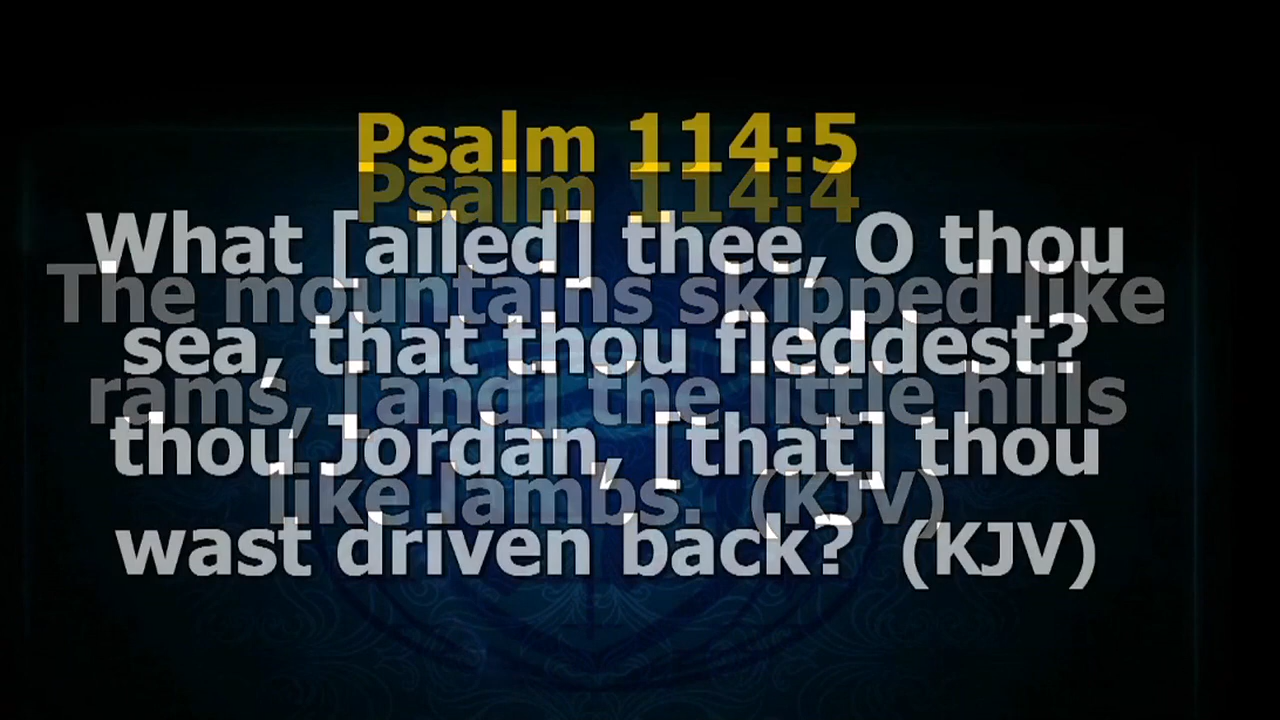 Psalm 114:5
Psalm 114:4
What [ailed] thee, O thou
The mountains skipped like
sea, that thou fleddest?
rams, [and] the little hills
thou Jordan, [that] thou
like lambs. (KJV)
wast driven back? (KJV)